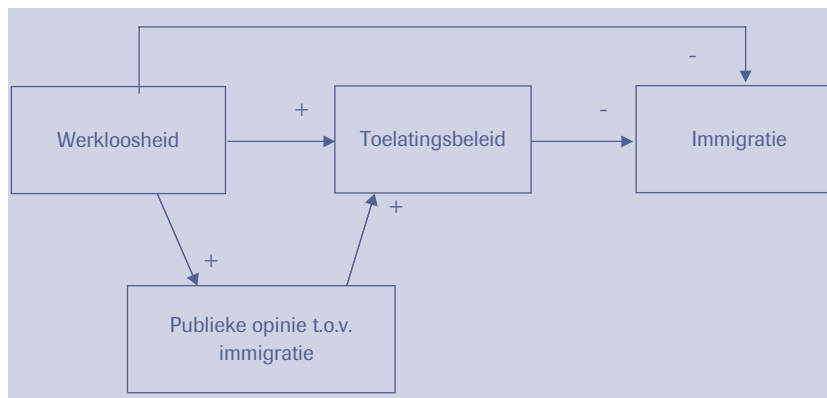 -
Werkloosheid
+
Toelatingsbeleid
-
Immigratie
+
+
Publieke opinie t.o.v.
immigratie